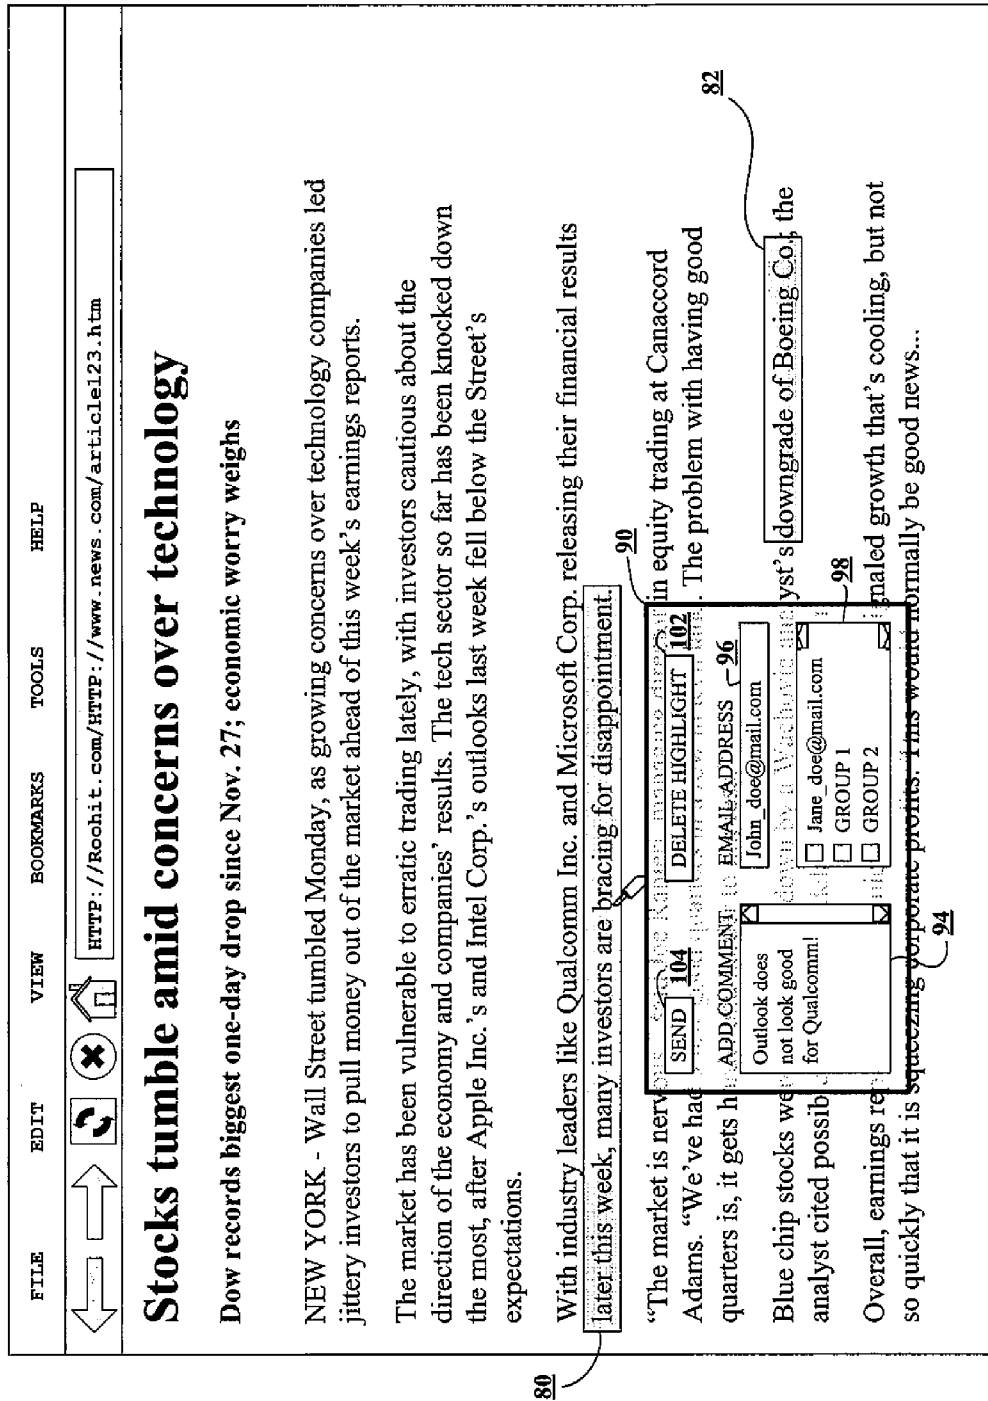 FILE EDIT VIEW BOOKMARKS TOOLS HELP
HTTP://Roohit.com/HTTP://www.news.com/article123.htm
Stocks tumble amid concerns over technology
Dow records biggest one-day drop since Nov. 27; economic worry weighs
NEW YORK - Wall Street tumbled Monday, as growing concerns over technology companies led
jittery investors to pull money out of the market ahead of this week's earnings reports.
The market has been vulnerable to erratic trading lately, with investors cautious about the
direction of the economy and companies' results. The tech sector so far has been knocked down
the most, after Apple Inc.'s and Intel Corp.'s outlooks last week fell below the Street's
expectations.
With industry leaders like Qualcomm Inc. and Microsoft Corp. releasing their financial results
later this week, many investors are bracing for disappointment.
80
90
82
"The market is nerv in equity trading at Canaccord
Adams. "We've had . The problem with having good
quarters is, it gets h
Blue chip stocks we down by a Wachovia analyst's downgrade of Boeing Co.; the
analyst cited possib
Overall, earnings rep gnaled growth that's cooling, but not
so quickly that it is squeezing corporate profits. This would normally be good news...
SEND 104
DELETE HIGHLIGHT 102
ADD COMMENT
Outlook does
not look good
for Qualcomm!
94
EMAIL ADDRESS 96
John_doe@mail.com
Jane_doe@mail.com
GROUP 1
GROUP 2
98